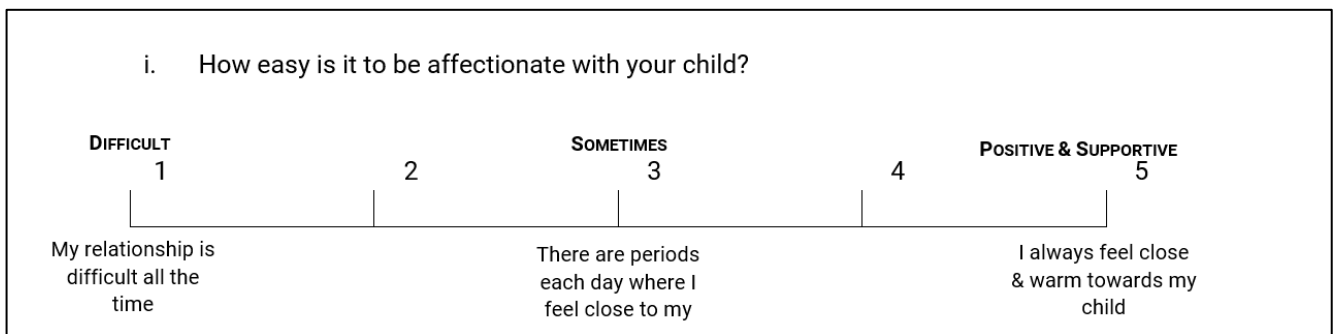 i. How easy is it to be affectionate with your child?
DIFFICULT
SOMETIMES
POSITIVE & SUPPORTIVE
1 2 3 4 5
My relationship is
difficult all the
time
There are periods
each day where I
feel close to my
I always feel close
& warm towards my
child